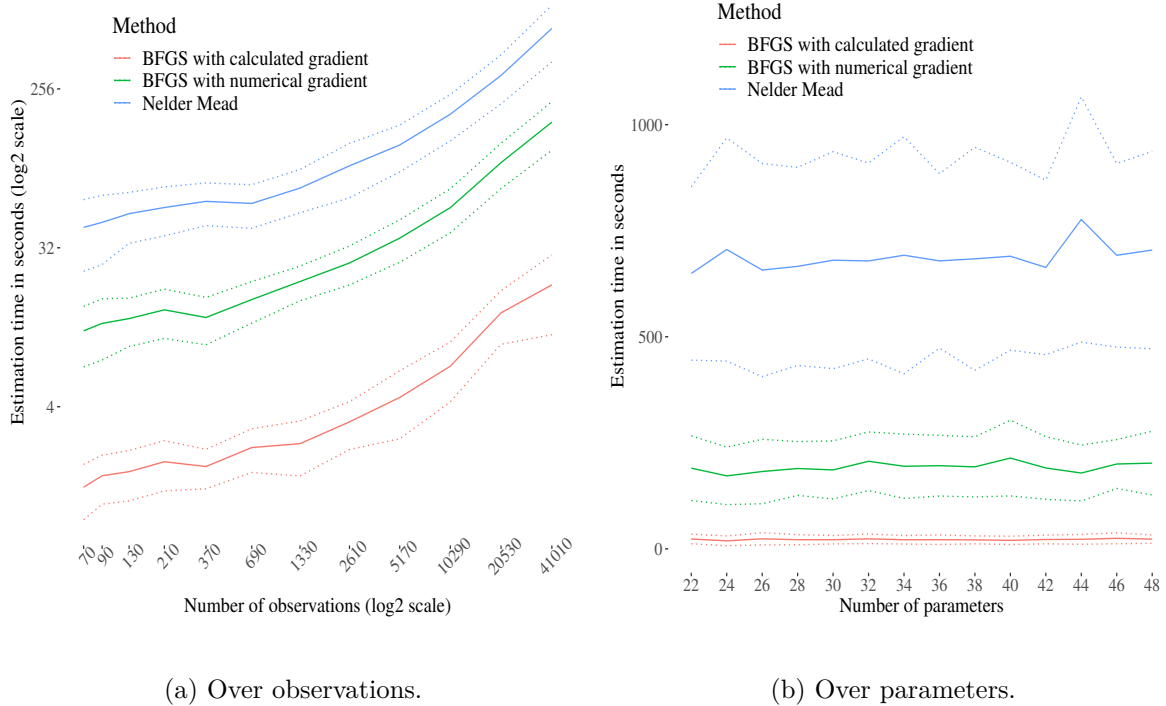 Method
BFGS with calculated gradient
BFGS with numerical gradient
Nelder Mead
Estimation time in seconds (log2 scale)
256
32
4
70
90
130
210
370
690
1330
2610
5170
10290
20530
41010
Number of observations (log2 scale)
(a) Over observations.
Method
BFGS with calculated gradient
BFGS with numerical gradient
Nelder Mead
Estimation time in seconds
1000
500
0
22 24 26 28 30 32 34 36 38 40 42 44 46 48
Number of parameters
(b) Over parameters.